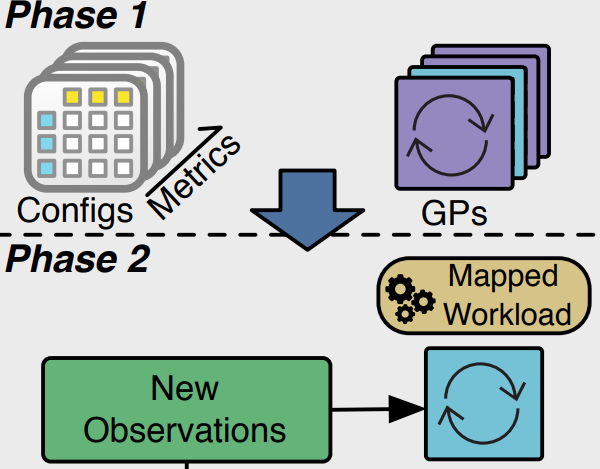 Phase 1
Configs
Metrics
GPs
Phase 2
Mapped
Workload
New
Observations